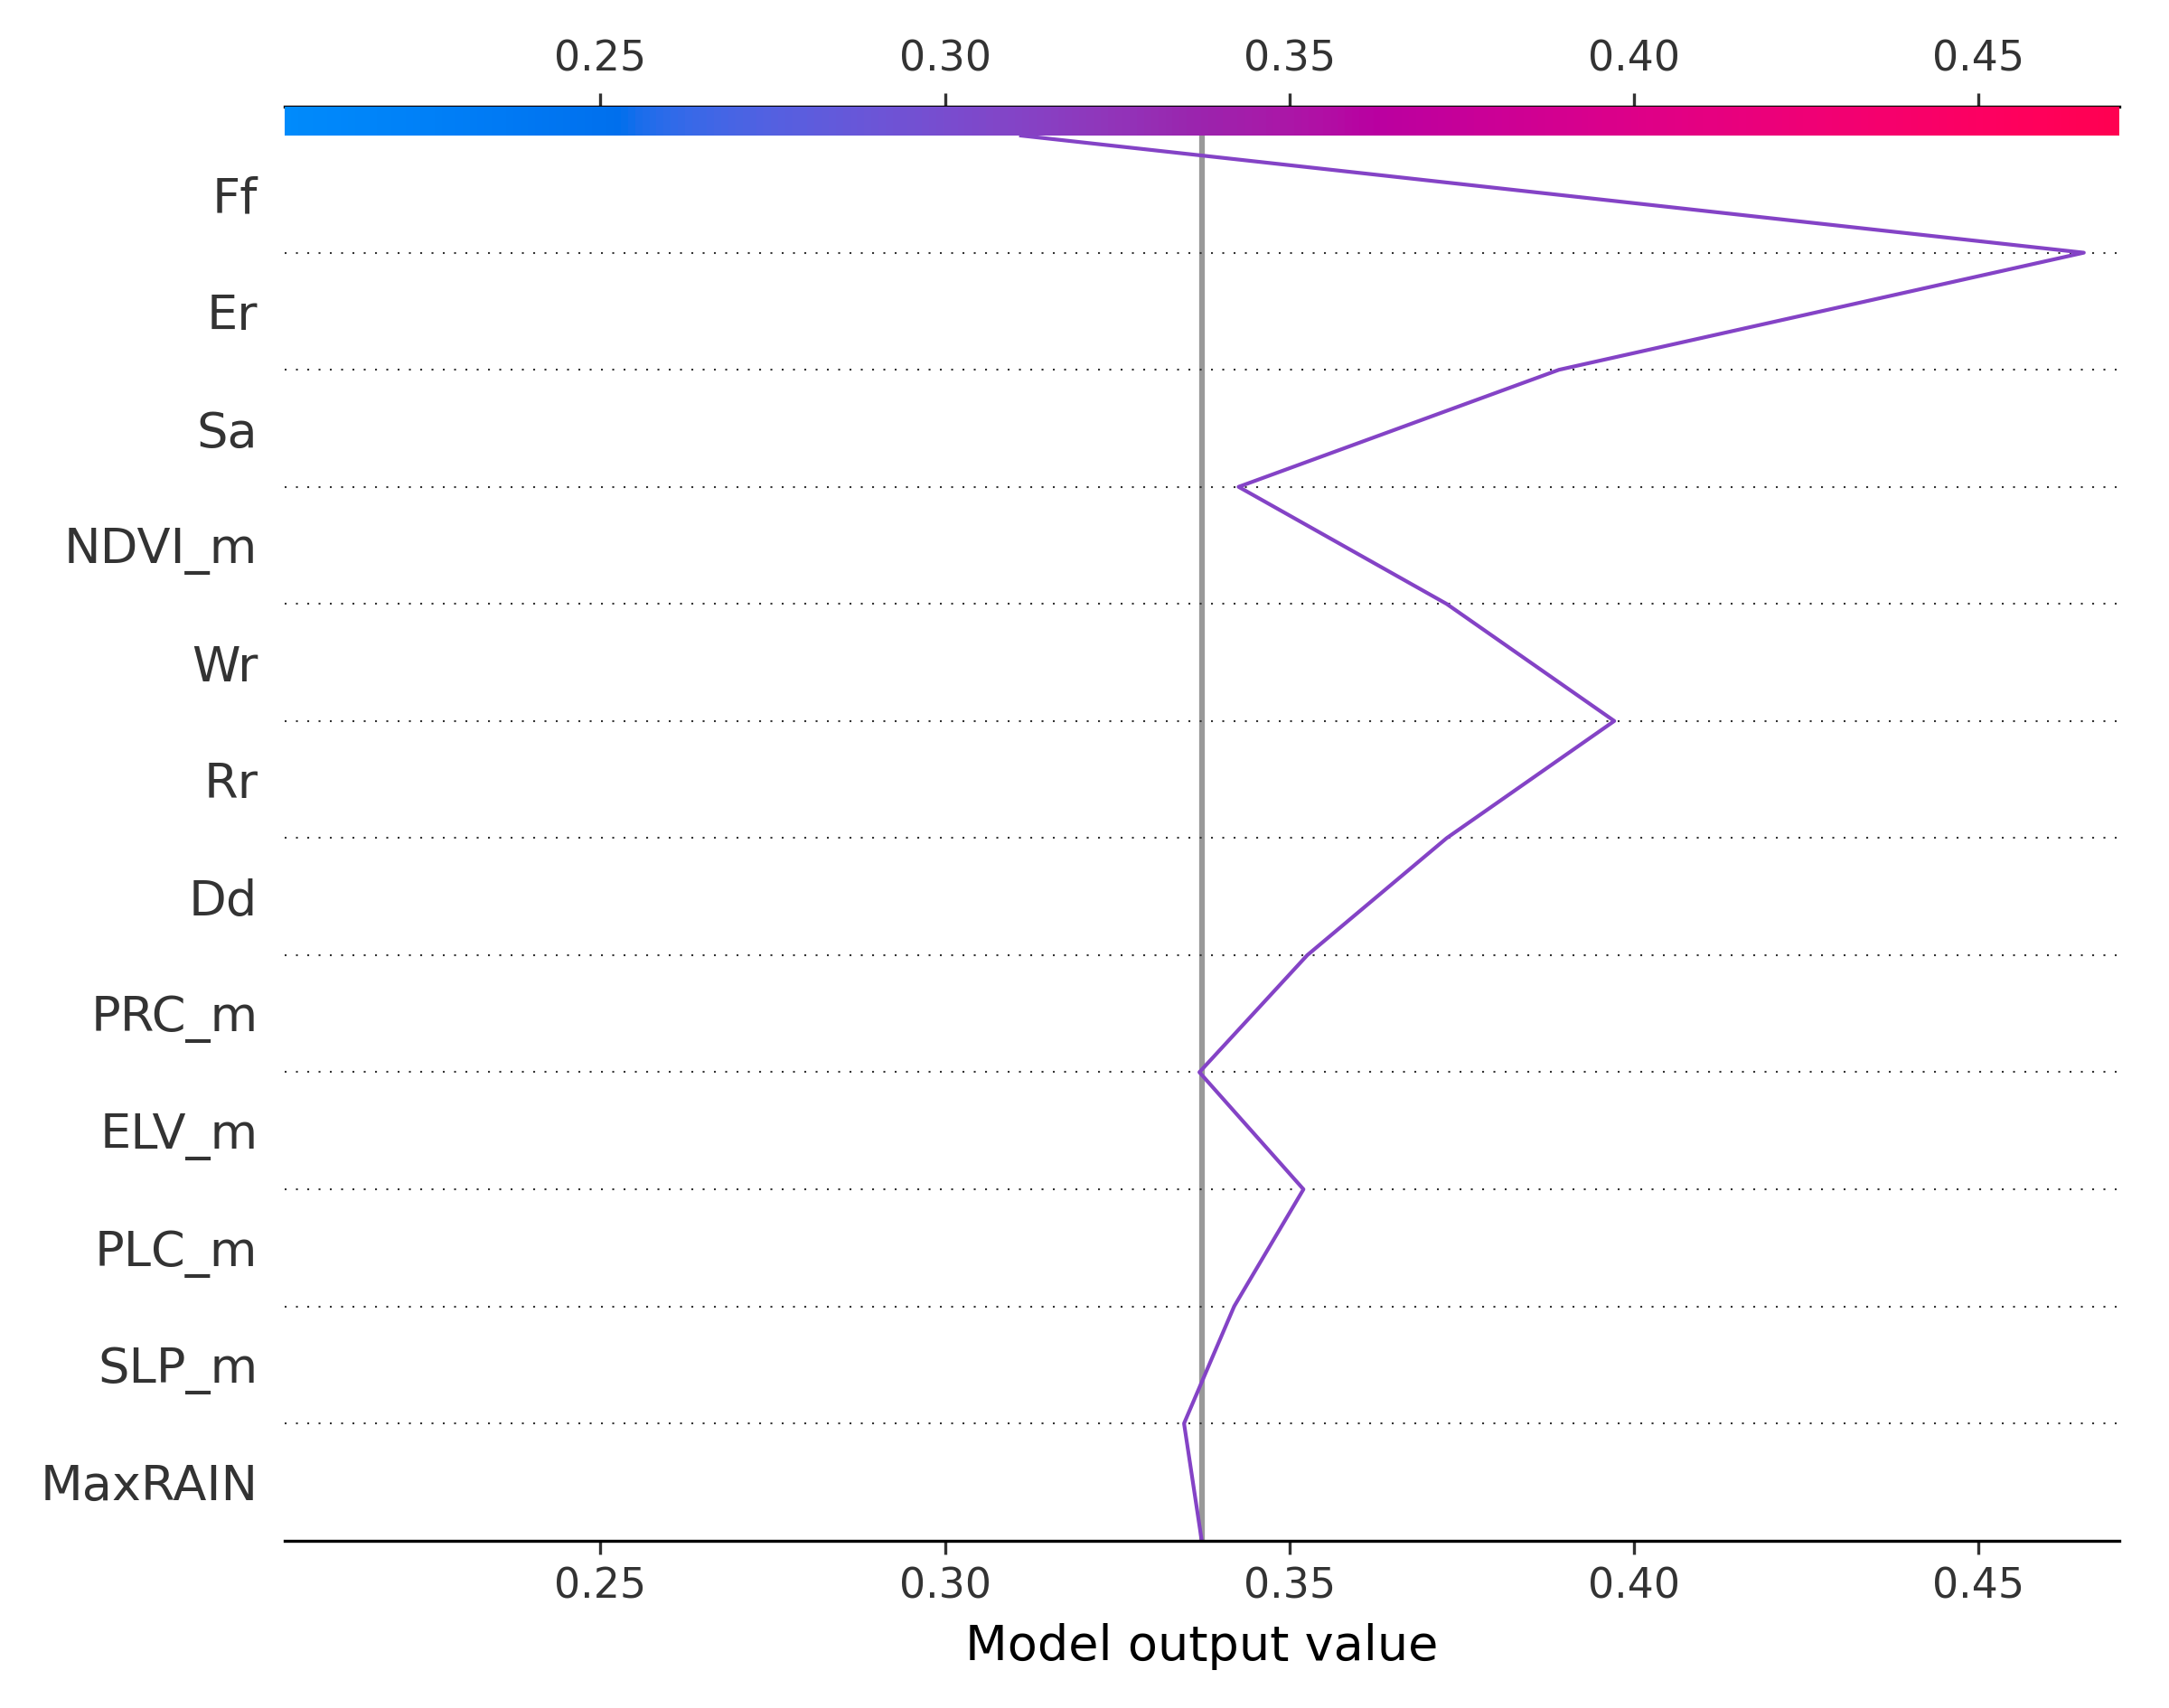 0.25 0.30 0.35 0.40 0.45
Ff
Er
Sa
NDVI_m
Wr
Rr
Dd
PRC_m
ELV_m
PLC_m
SLP_m
MaxRAIN
0.25 0.30 0.35 0.40 0.45
Model output value